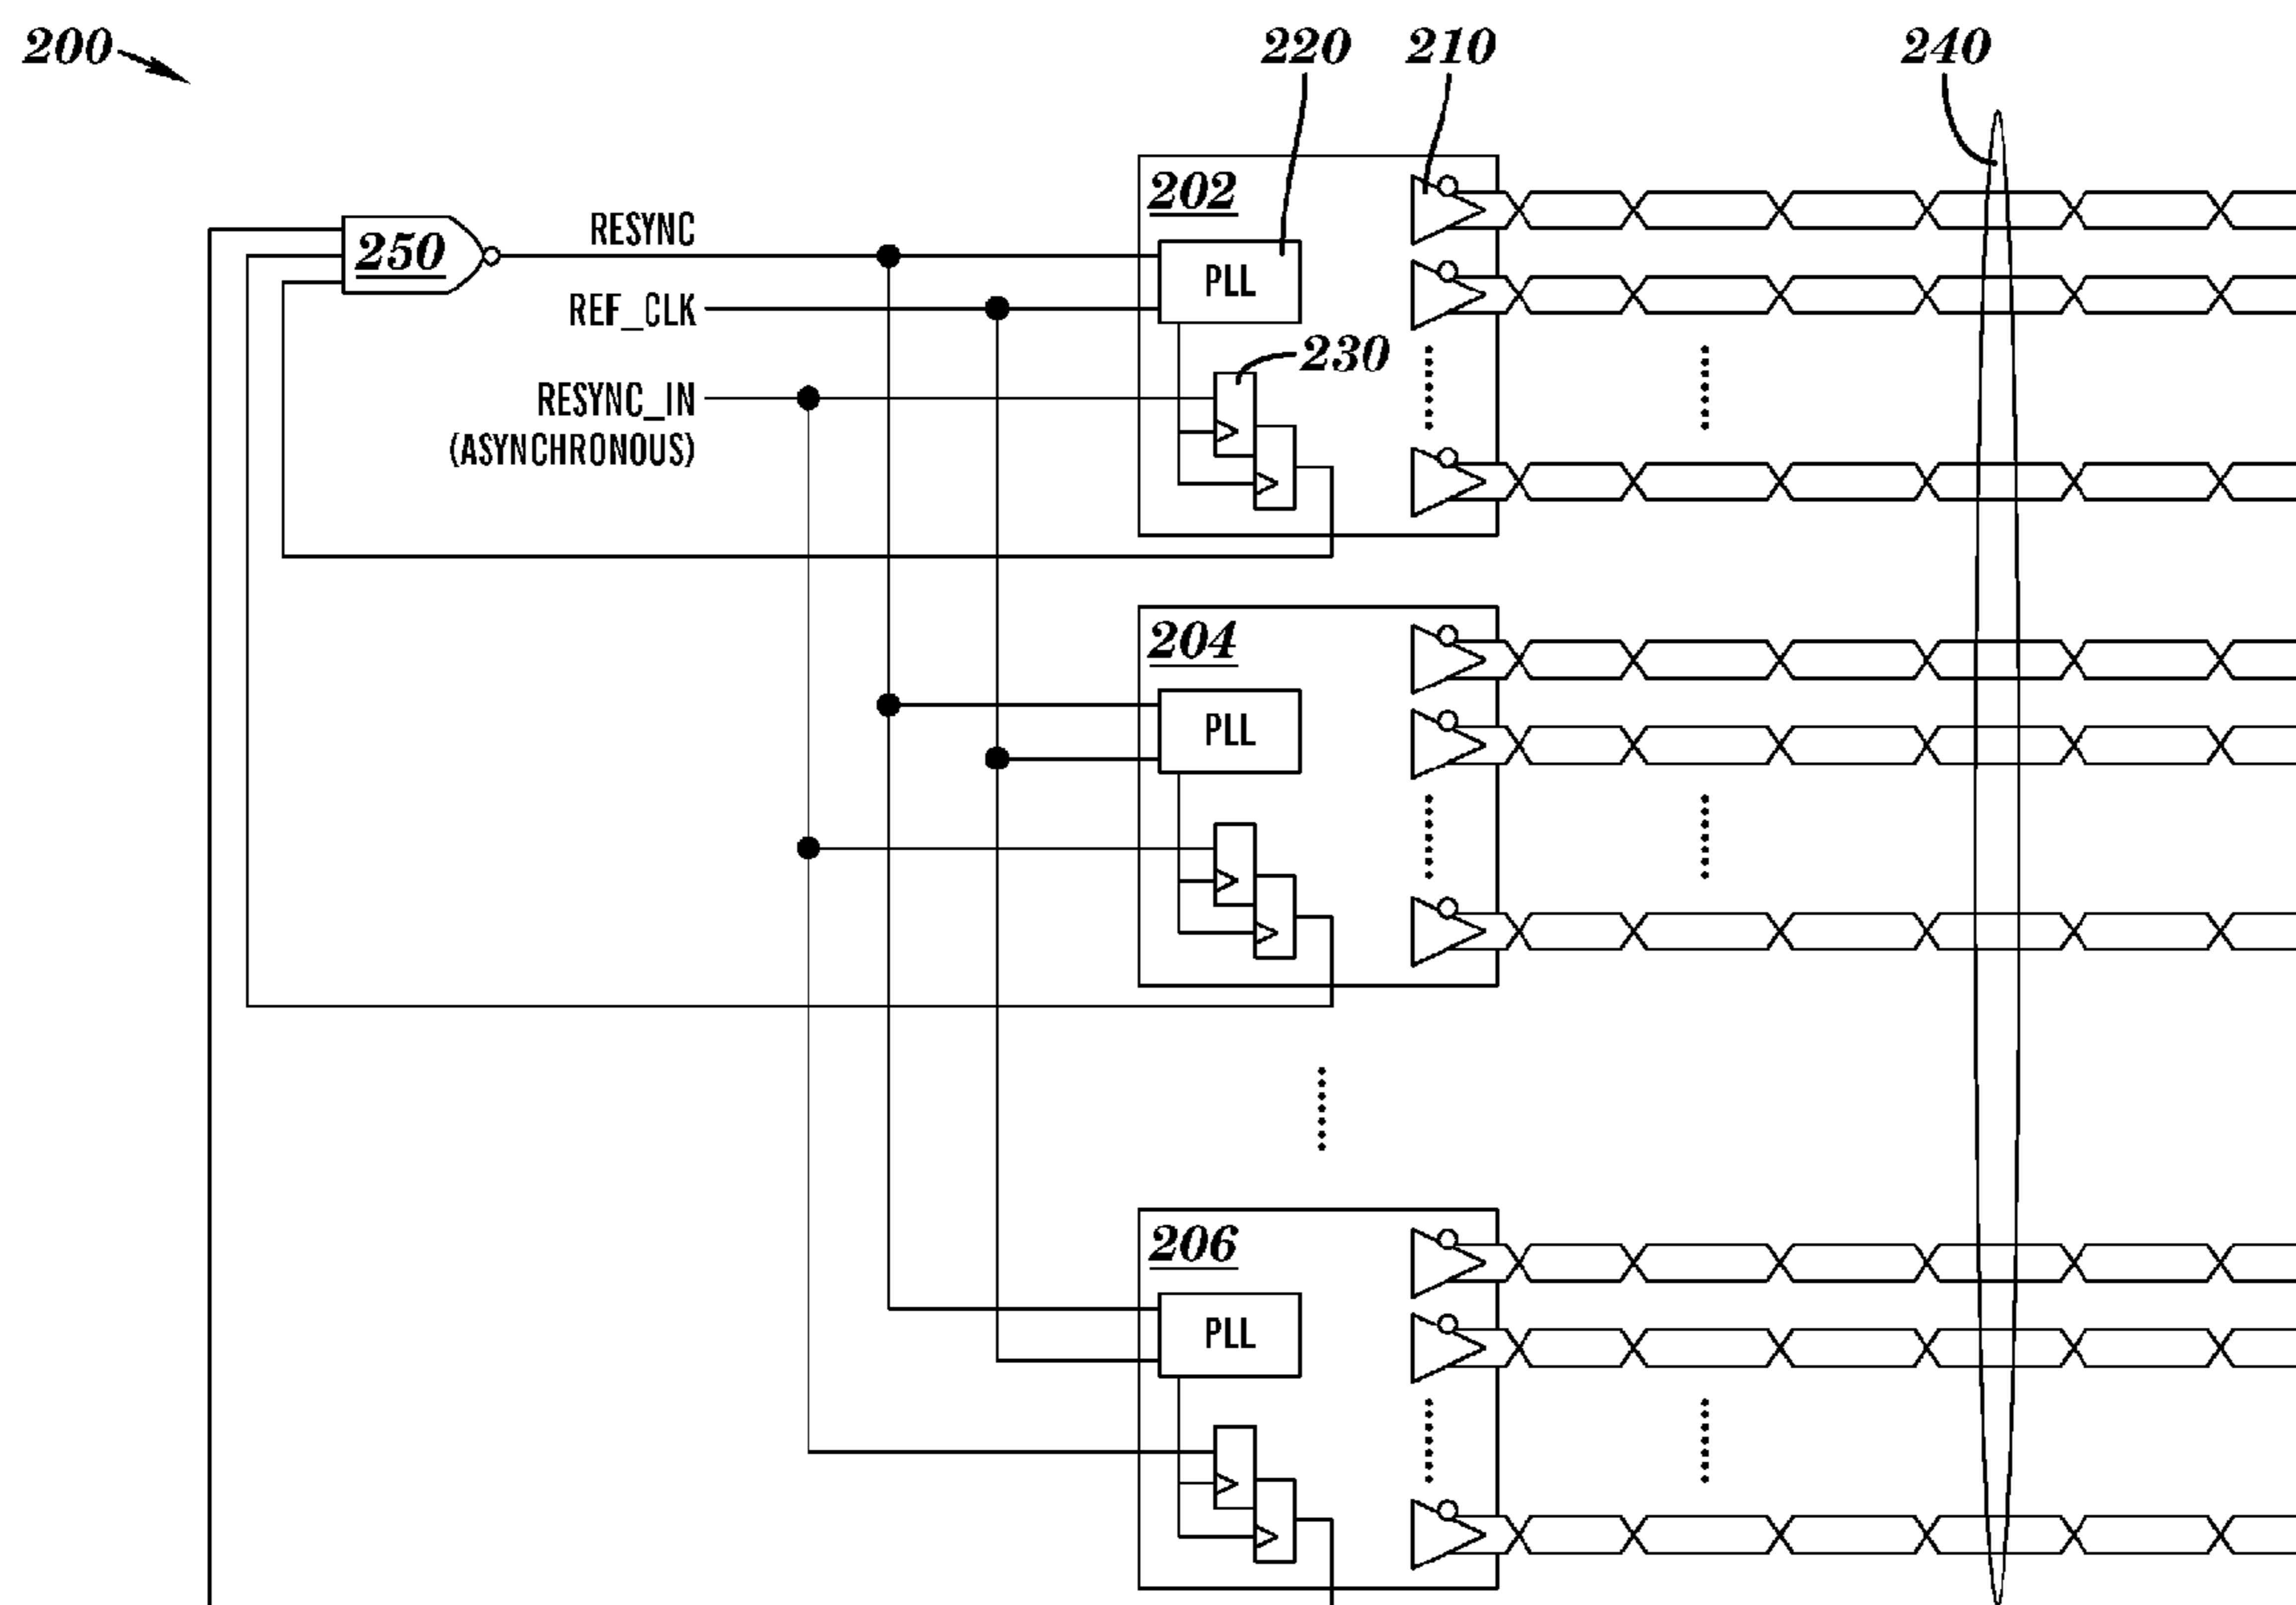 200
220
210
240
202
250
RESYNC
PLL
REF_CLK
230
RESYNC_IN
(ASYNCHRONOUS)
204
PLL
206
PLL